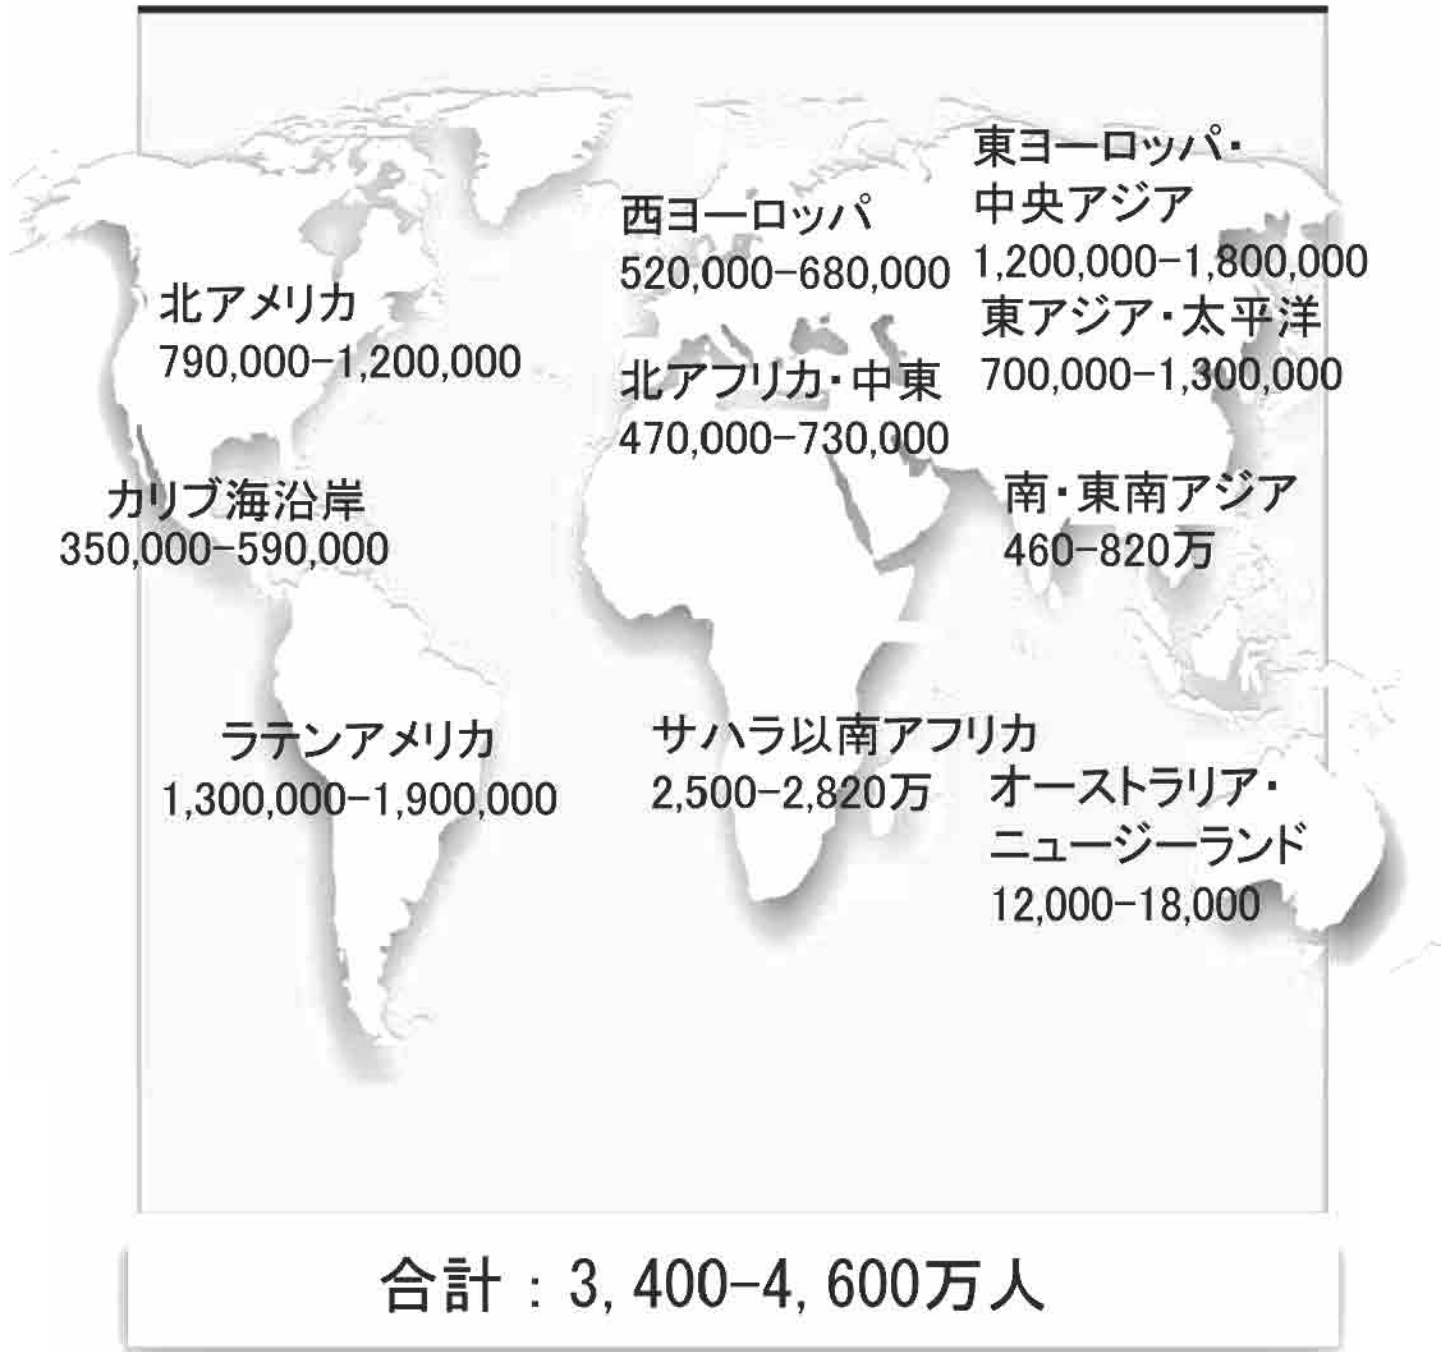 東ヨーロッパ・
中央アジア
1,200,000-1,800,000
西ヨーロッパ
520,000-680,000
北アメリカ
790,000-1,200,000
東アジア・太平洋
700,000-1,300,000
北アフリカ・中東
470,000-730,000
カリブ海沿岸
350,000-590,000
南・東南アジア
460-820万
ラテンアメリカ
1,300,000-1,900,000
サハラ以南アフリカ
2,500-2,820万
オーストラリア・
ニュージーランド
12,000-18,000
合計：3,400-4,600万人